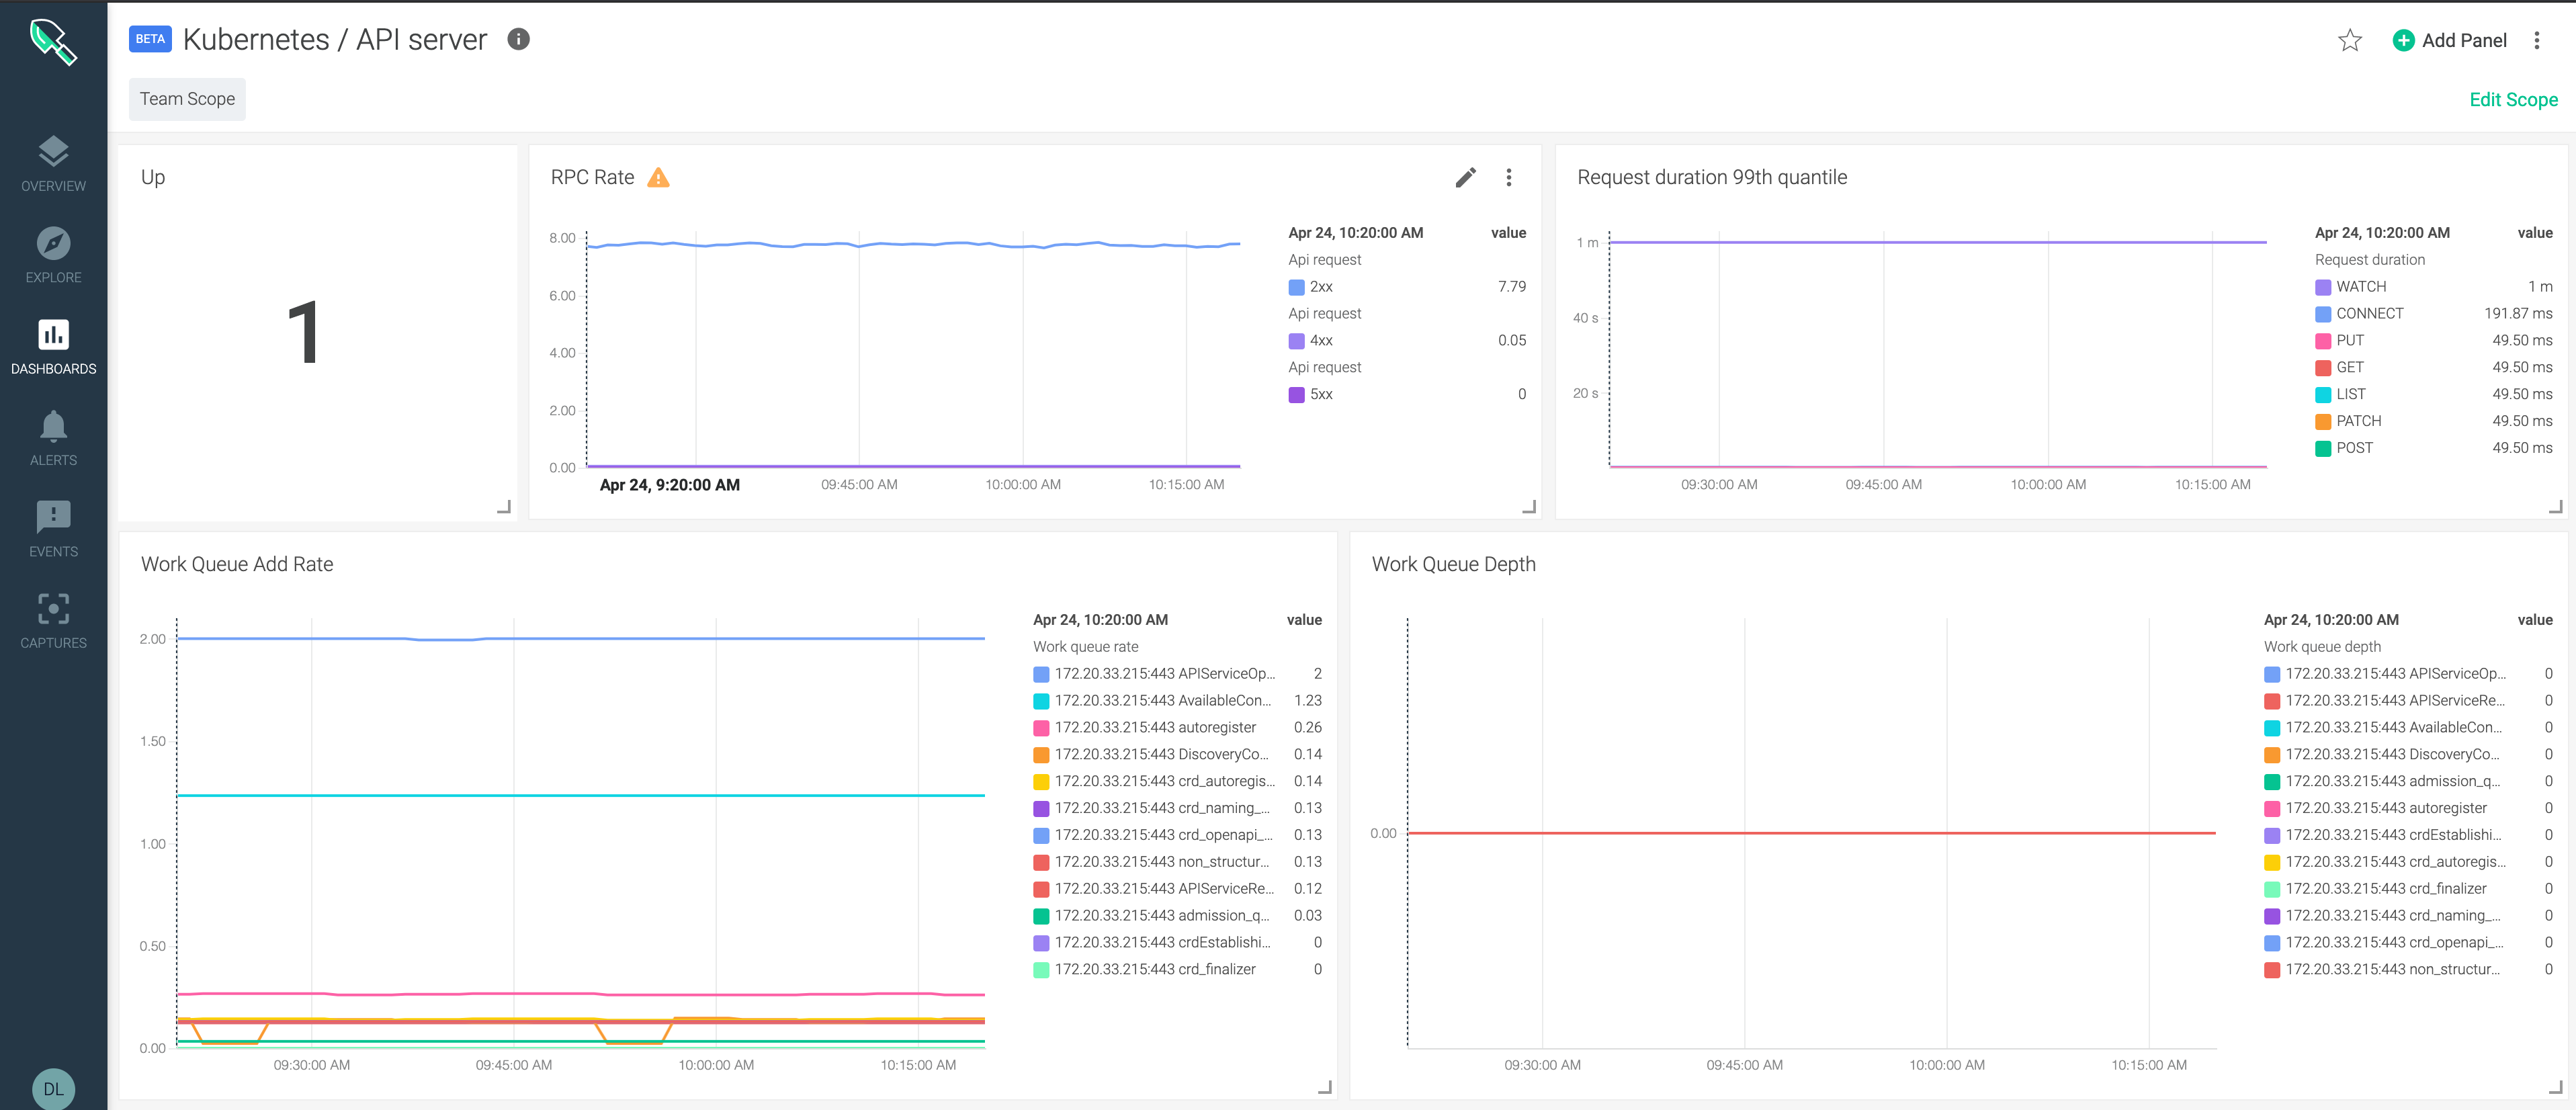 BETA Kubernetes / API server
Add Panel
Team Scope
Edit Scope
OVERVIEW
EXPLORE
DASHBOARDS
ALERTS
EVENTS
CAPTURES
DL
Up
1
RPC Rate
8.00
6.00
4.00
2.00
0.00
Apr 24, 9:20:00 AM 09:45:00 AM 10:00:00 AM 10:15:00 AM
Apr 24, 10:20:00 AM value
Api request
2xx 7.79
Api request
4xx 0.05
Api request
5xx 0
Request duration 99th quantile
1 m
40 s
20 s
09:30:00 AM 09:45:00 AM 10:00:00 AM 10:15:00 AM
Apr 24, 10:20:00 AM value
Request duration
WATCH 1 m
CONNECT 191.87 ms
PUT 49.50 ms
GET 49.50 ms
LIST 49.50 ms
PATCH 49.50 ms
POST 49.50 ms
Work Queue Add Rate
2.00
1.50
1.00
0.50
0.00
09:30:00 AM 09:45:00 AM 10:00:00 AM 10:15:00 AM
Apr 24, 10:20:00 AM value
Work queue rate
172.20.33.215:443 APIServiceOp... 2
172.20.33.215:443 AvailableCon... 1.23
172.20.33.215:443 autoregister 0.26
172.20.33.215:443 DiscoveryCo... 0.14
172.20.33.215:443 crd_autoregis... 0.14
172.20.33.215:443 crd_naming_... 0.13
172.20.33.215:443 crd_openapi_... 0.13
172.20.33.215:443 non_structur... 0.13
172.20.33.215:443 APIServiceRe... 0.12
172.20.33.215:443 admission_q... 0.03
172.20.33.215:443 crdEstablishi... 0
172.20.33.215:443 crd_finalizer 0
Work Queue Depth
0.00
09:30:00 AM 09:45:00 AM 10:00:00 AM 10:15:00 AM
Apr 24, 10:20:00 AM value
Work queue depth
172.20.33.215:443 APIServiceOp... 0
172.20.33.215:443 APIServiceRe... 0
172.20.33.215:443 AvailableCon... 0
172.20.33.215:443 DiscoveryCo... 0
172.20.33.215:443 admission_q... 0
172.20.33.215:443 autoregister 0
172.20.33.215:443 crdEstablishi... 0
172.20.33.215:443 crd_autoregis... 0
172.20.33.215:443 crd_finalizer 0
172.20.33.215:443 crd_naming_... 0
172.20.33.215:443 crd_openapi_... 0
172.20.33.215:443 non_structur... 0